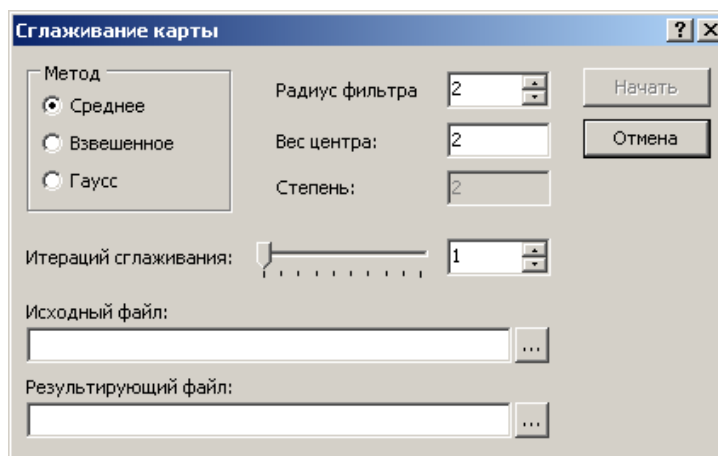 Сглаживание карты
Метод
Среднее
Взвешенное
Гаусс
Радиус фильтра 2
Вес центра: 2
Степень: 2
Начать
Отмена
Итераций сглаживания: 1
Исходный файл:
...
Результирующий файл:
...